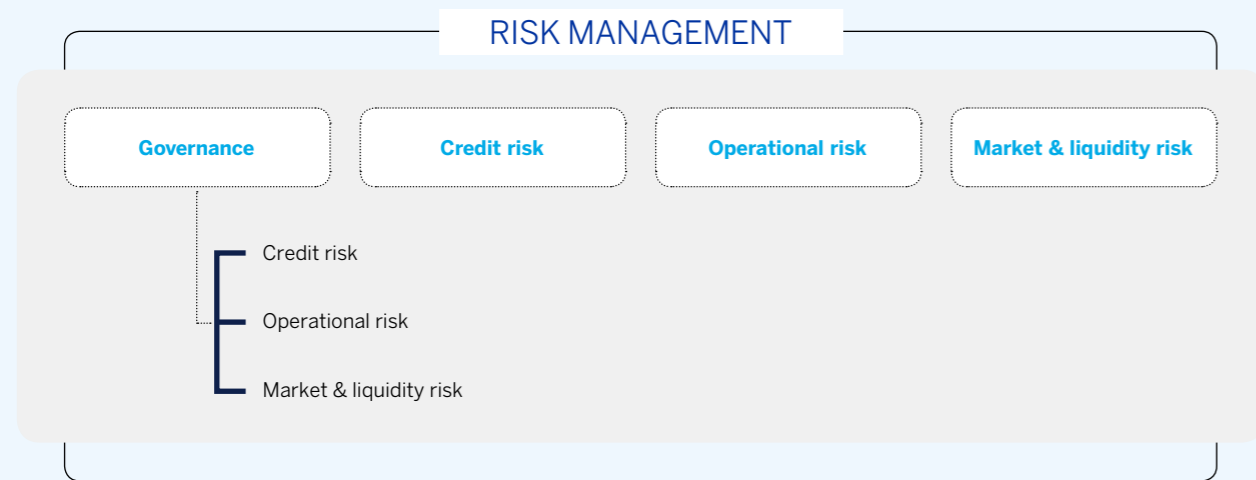 RISK MANAGEMENT
Governance
Credit risk
Operational risk
Market & liquidity risk
Credit risk
Operational risk
Market & liquidity risk